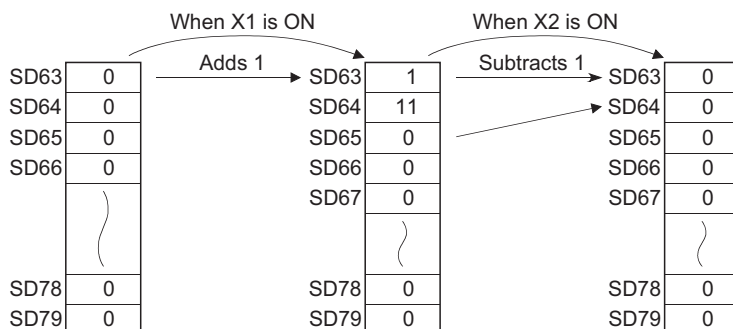 When X1 is ON When X2 is ON
Adds 1 Subtracts 1
SD63 0 SD63 1 SD63 0
SD64 0 SD64 11 SD64 0
SD65 0 SD65 0 SD65 0
SD66 0 SD66 0 SD66 0
SD67 0 SD67 0
SD78 0 SD78 0 SD78 0
SD79 0 SD79 0 SD79 0